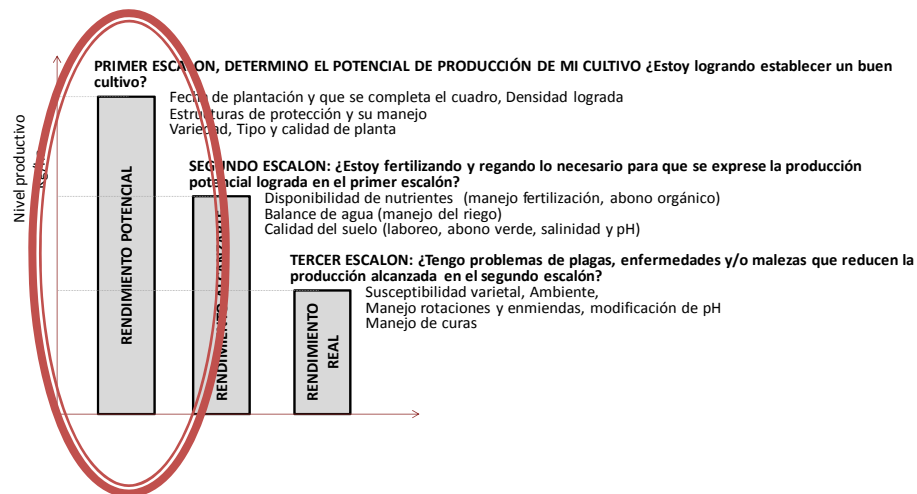 PRIMER ESCALON, DETERMINO EL POTENCIAL DE PRODUCCIÓN DE MI CULTIVO ¿Estoy logrando establecer un buen
cultivo?
Fecha de plantación y que se completa el cuadro, Densidad lograda
Estructuras de protección y su manejo
Variedad, Tipo y calidad de planta
Nivel productivo
SEGUNDO ESCALON: ¿Estoy fertilizando y regando lo necesario para que se exprese la producción
potencial lograda en el primer escalón?
Disponibilidad de nutrientes (manejo fertilización, abono orgánico)
Balance de agua (manejo del riego)
Calidad del suelo (laboreo, abono verde, salinidad y pH)
TERCER ESCALON: ¿Tengo problemas de plagas, enfermedades y/o malezas que reducen la
producción alcanzada en el segundo escalón?
Susceptibilidad varietal, Ambiente,
Manejo rotaciones y enmiendas, modificación de pH
Manejo de curas
RENDIMIENTO POTENCIAL
RENDIMIENTO ALCANZABLE
RENDIMIENTO
REAL